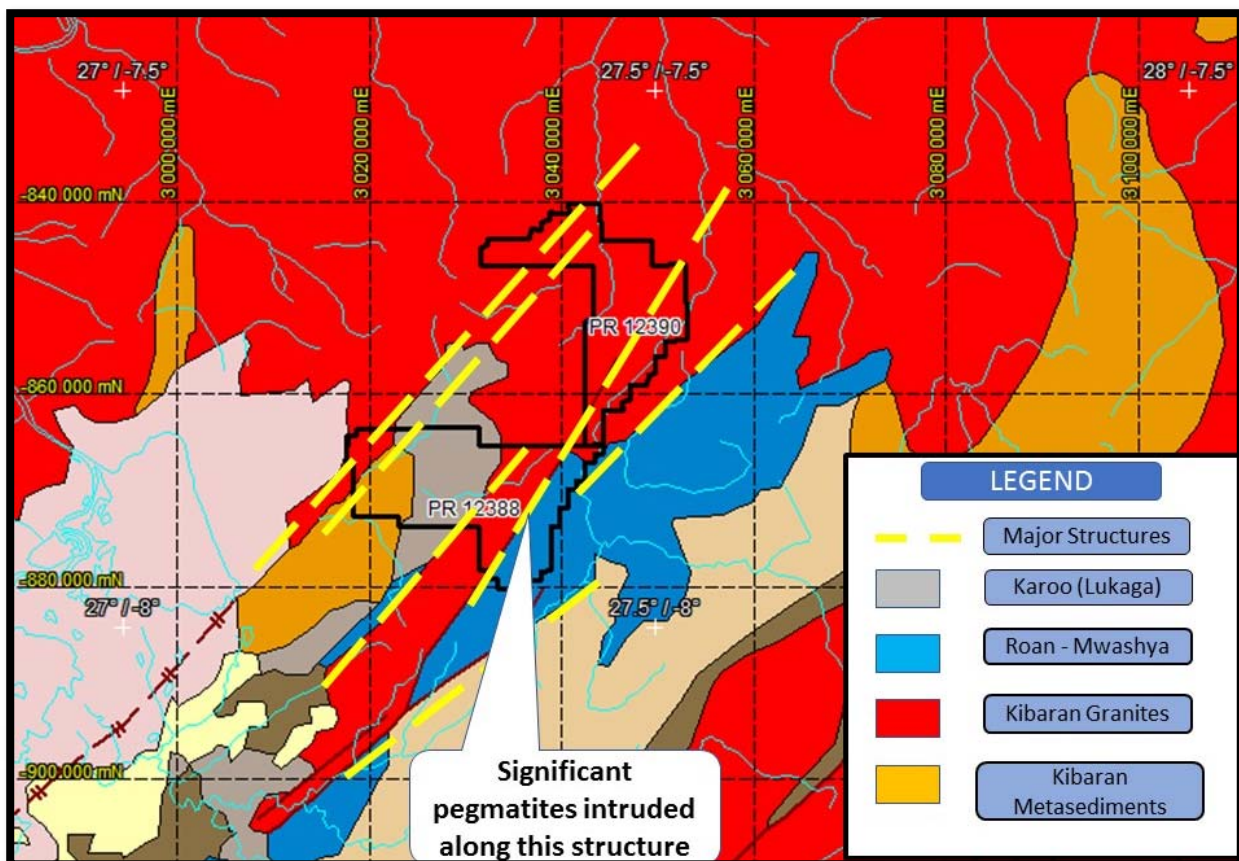 27° / -7.5°
27.5° / -7.5°
28° / -7.5°
3 000 000 mE
3 020 000 mE
3 040 000 mE
3 060 000 mE
3 080 000 mE
3 100 000 mE
-840 000 mN
PR 12390
-860 000 mN
PR 12388
-880 000 mN
27° / -8°
27.5° / -8°
-900 000 mN
Significant
pegmatites intruded
along this structure
LEGEND
Major Structures
Karoo (Lukaga)
Roan - Mwashya
Kibaran Granites
Kibaran
Metasediments